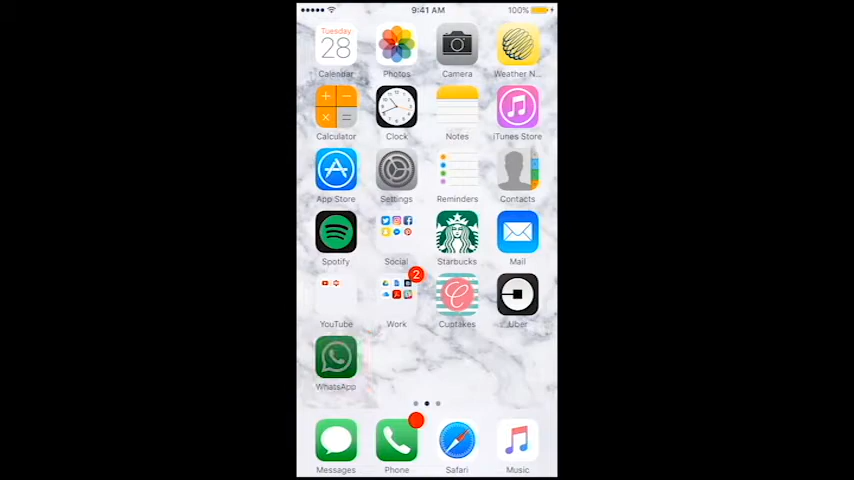 9:41 AM 100%
Tuesday
28
Calendar Photos Camera Weather N...
Calculator Clock Notes iTunes Store
App Store Settings Reminders Contacts
Spotify Social Starbucks Mail
2
YouTube Work Cuptakes Uber
WhatsApp
Messages Phone Safari Music